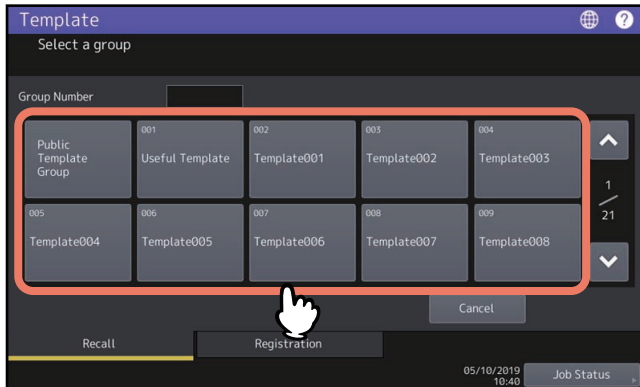 Template
?
Select a group
Group Number
Public
Template
Group
001
Useful Template
002
Template001
003
Template002
004
Template003
1
21
005
Template004
006
Template005
007
Template006
008
Template007
009
Template008
Cancel
Recall
Registration
05/10/2019
10:40
Job Status